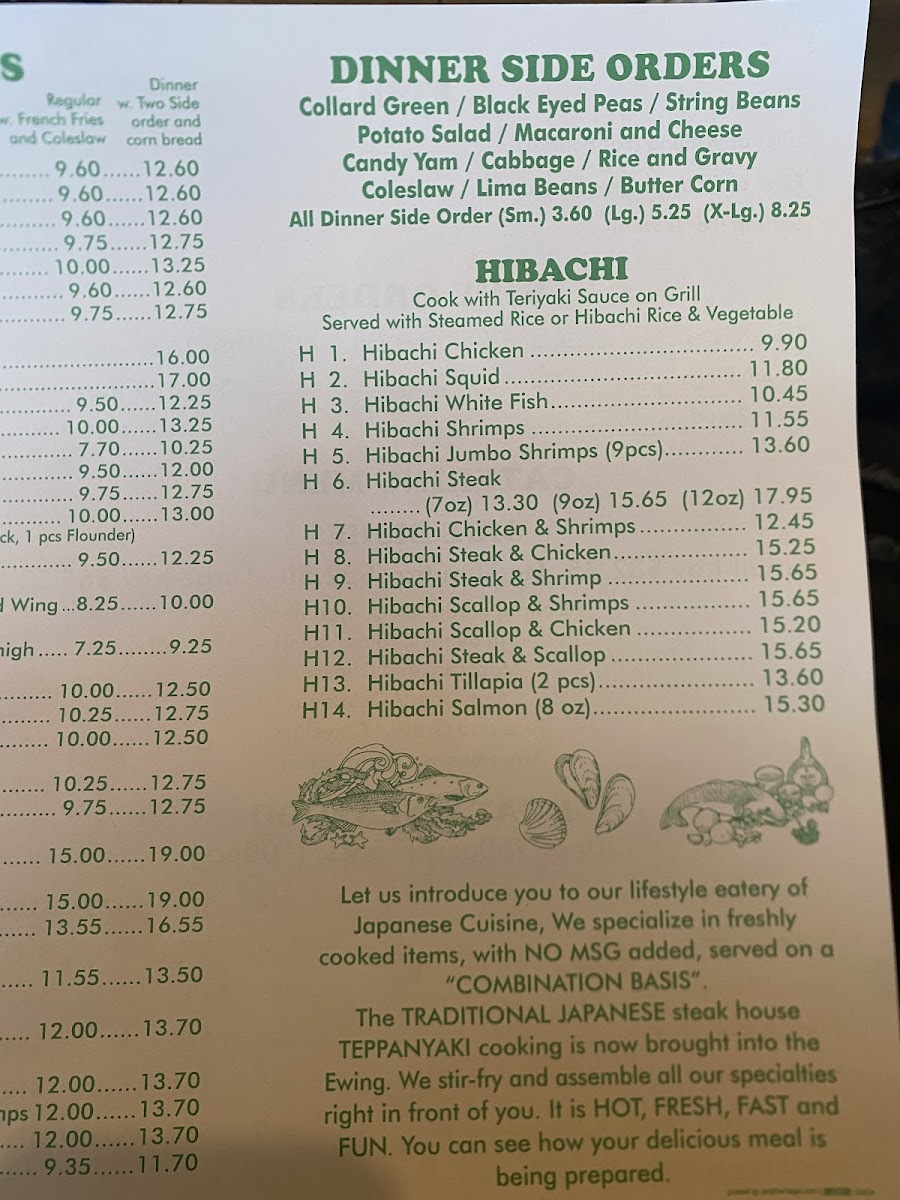 S
Regular
w. French Fries
and Coleslaw
Dinner
w. Two Side
order and
corn bread
......... 9.60......12.60
......... 9.60......12.60
......... 9.60......12.60
.......... 9.75......12.75
........ 10.00......13.25
.......... 9.60......12.60
.......... 9.75......12.75
........................16.00
........................17.00
........... 9.50......12.25
......... 10.00......13.25
........... 7.70......10.25
........... 9.50......12.00
........... 9.75......12.75
......... 10.00......13.00
ck, 1 pcs Flounder)
........... 9.50......12.25
d Wing...8.25......10.00
high ..... 7.25........9.25
......... 10.00......12.50
......... 10.25......12.75
......... 10.00......12.50
....... 10.25......12.75
......... 9.75......12.75
...... 15.00......19.00
...... 15.00......19.00
..... 13.55......16.55
..... 11.55......13.50
..... 12.00......13.70
.... 12.00......13.70
mps 12.00......13.70
.... 12.00......13.70
...... 9.35......11.70
DINNER SIDE ORDERS
Collard Green / Black Eyed Peas / String Beans
Potato Salad / Macaroni and Cheese
Candy Yam / Cabbage / Rice and Gravy
Coleslaw / Lima Beans / Butter Corn
All Dinner Side Order (Sm.) 3.60 (Lg.) 5.25 (X-Lg.) 8.25
HIBACHI
Cook with Teriyaki Sauce on Grill
Served with Steamed Rice or Hibachi Rice & Vegetable
H 1. Hibachi Chicken .................................. 9.90
H 2. Hibachi Squid.................................... 11.80
H 3. Hibachi White Fish............................. 10.45
H 4. Hibachi Shrimps ................................ 11.55
H 5. Hibachi Jumbo Shrimps (9pcs)............ 13.60
H 6. Hibachi Steak
........(7oz) 13.30 (9oz) 15.65 (12oz) 17.95
H 7. Hibachi Chicken & Shrimps ................ 12.45
H 8. Hibachi Steak & Chicken.................... 15.25
H 9. Hibachi Steak & Shrimp ..................... 15.65
H10. Hibachi Scallop & Shrimps ................. 15.65
H11. Hibachi Scallop & Chicken ................. 15.20
H12. Hibachi Steak & Scallop ..................... 15.65
H13. Hibachi Tillapia (2 pcs)....................... 13.60
H14. Hibachi Salmon (8 oz)........................ 15.30
Let us introduce you to our lifestyle eatery of
Japanese Cuisine, We specialize in freshly
cooked items, with NO MSG added, served on a
“COMBINATION BASIS”.
The TRADITIONAL JAPANESE steak house
TEPPANYAKI cooking is now brought into the
Ewing. We stir-fry and assemble all our specialties
right in front of you. It is HOT, FRESH, FAST and
FUN. You can see how your delicious meal is
being prepared.